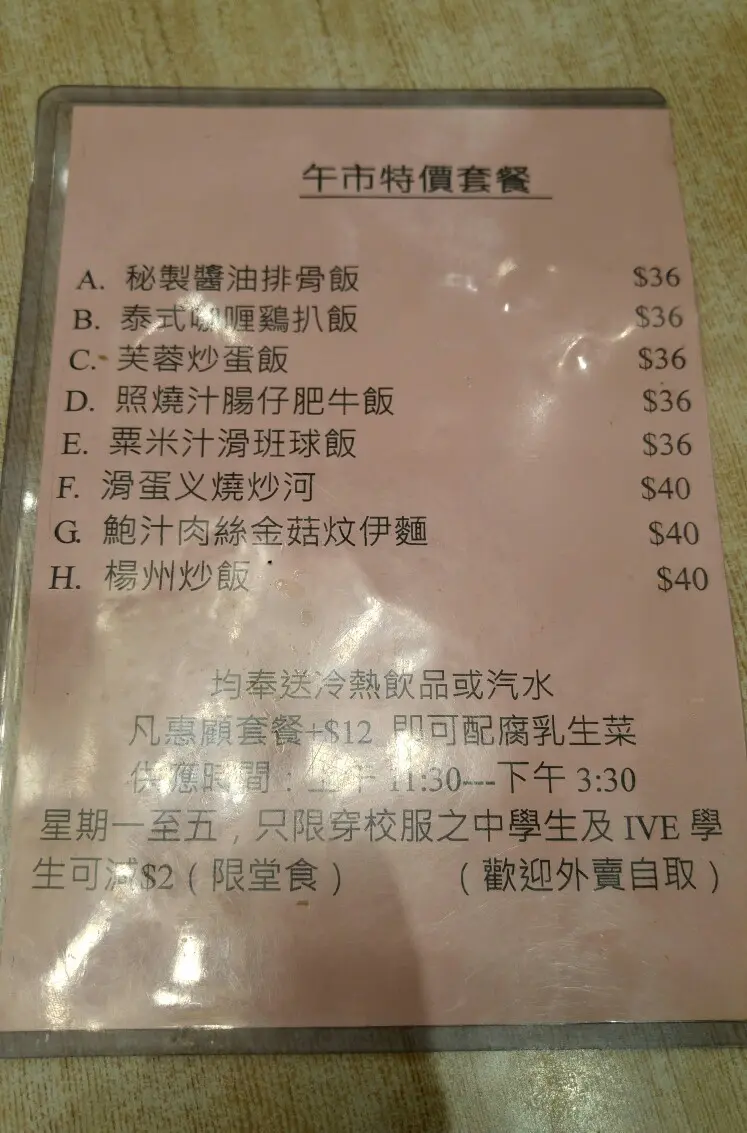 午市特價套餐
A. 秘製醬油排骨飯 $36
B. 泰式咖喱鷄扒飯 $36
C. 芙蓉炒蛋飯 $36
D. 照燒汁腸仔肥牛飯 $36
E. 粟米汁滑班球飯 $36
F. 滑蛋义燒炒河 $40
G. 鮑汁肉絲金菇炆伊麵 $40
H. 楊州炒飯 $40
均奉送冷熱飲品或汽水
凡惠顧套餐+$12 即可配腐乳生菜
供應時間：上午 11:30---下午 3:30
星期一至五，只限穿校服之中學生及 IVE 學
生可減$2（限堂食） （歡迎外賣自取）